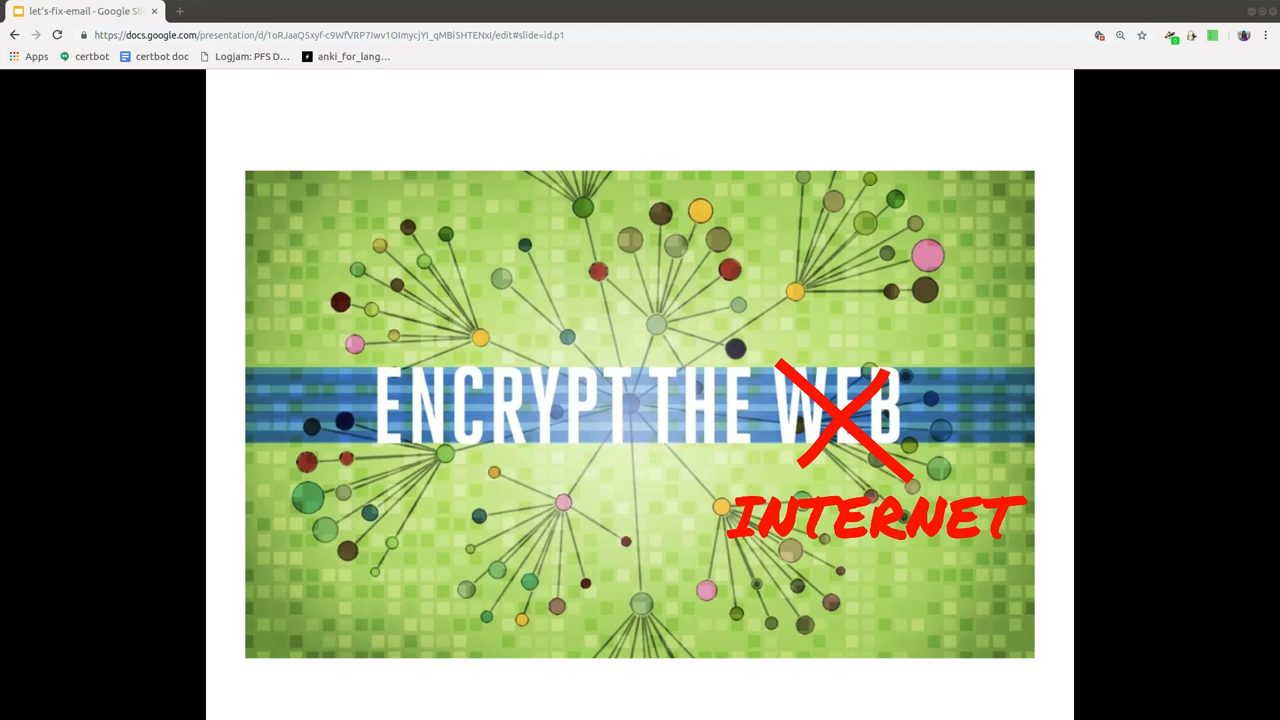 let's-fix-email - Google Sli
https://docs.google.com/presentation/d/1oRJaaQSxyf-c9WfVRP7Iwv1OImycjYI_qMBi5HTENxI/edit#slide=id.p1
Apps certbot certbot doc Logjam: PFS D… anki_for_lang…
ENCRYPT THE WEB
INTERNET